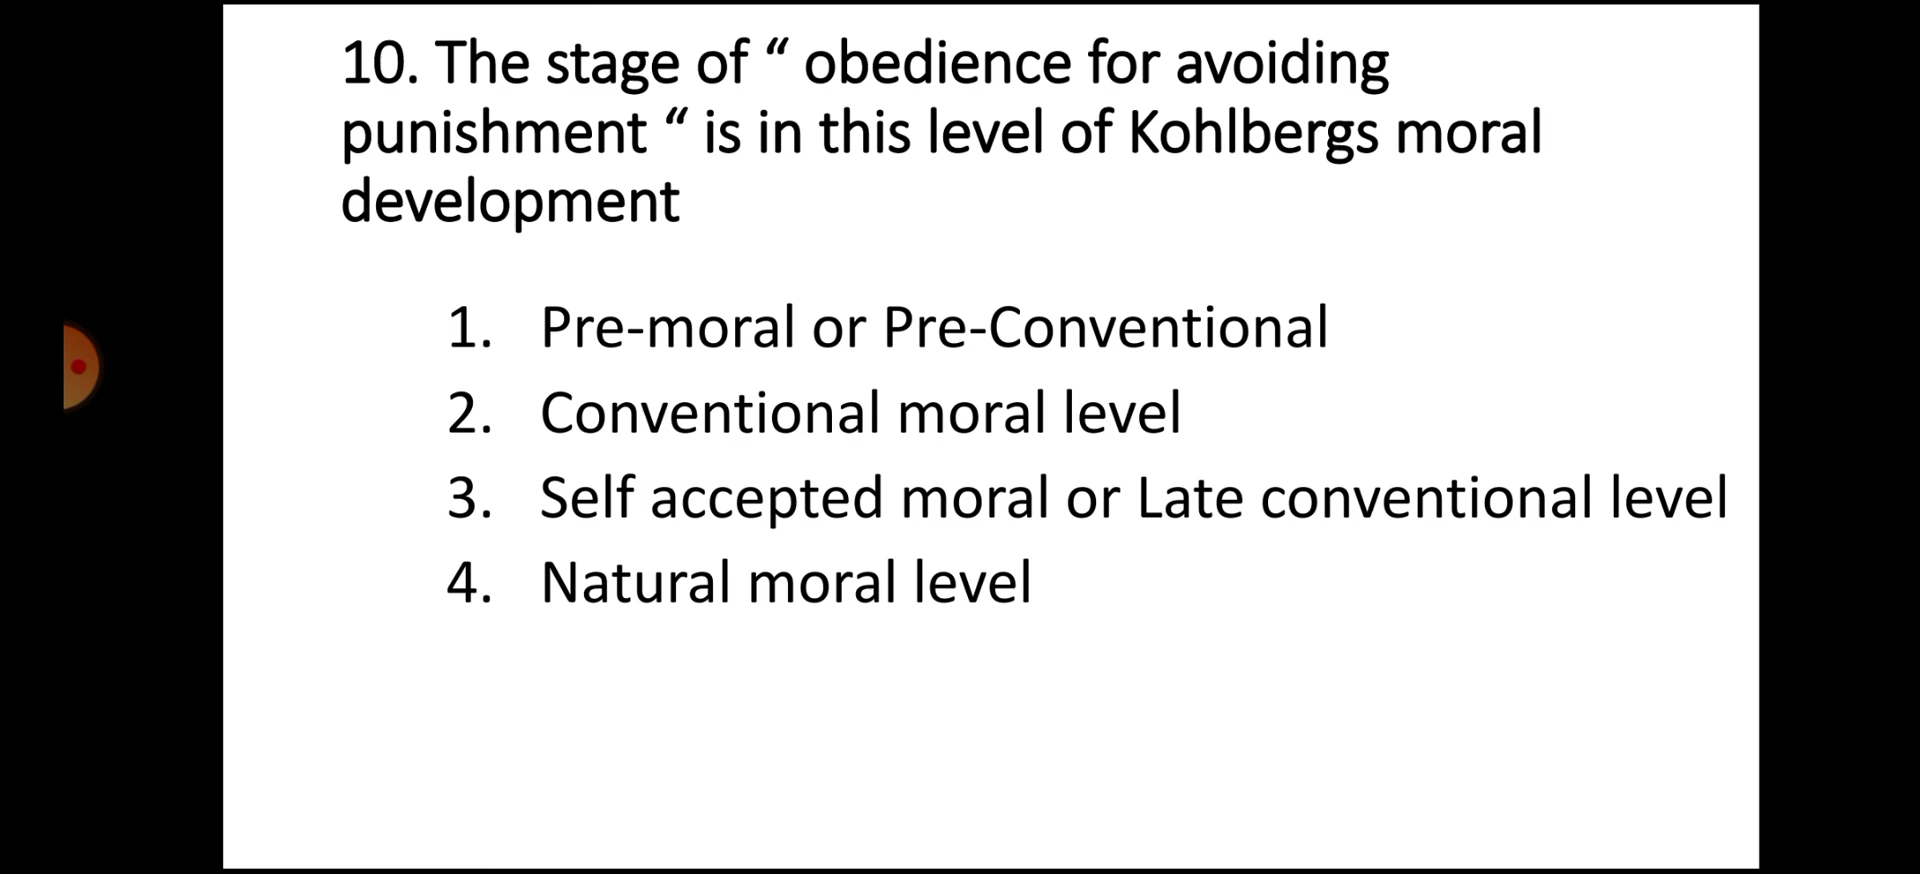 10. The stage of “ obedience for avoiding
punishment “ is in this level of Kohlbergs moral
development
1. Pre-moral or Pre-Conventional
2. Conventional moral level
3. Self accepted moral or Late conventional level
4. Natural moral level